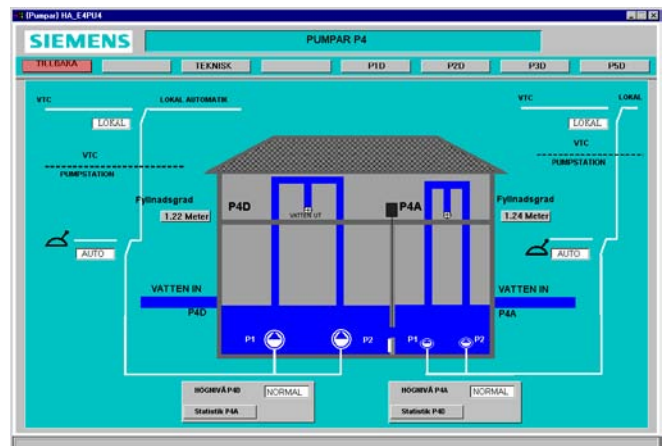 (Pumpar) HA_E4PU4
SIEMENS
PUMPAR P4
TILLBAKA TEKNISK P1D P2D P3D P5D
VTC LOKAL AUTOMATIK VTC LOKAL
LOKAL LOKAL
VTC VTC
PUMPSTATION PUMPSTATION
Fyllnadsgrad Fyllnadsgrad
P4D P4A
1.22 Meter VATTEN UT 1.24 Meter
AUTO AUTO
VATTEN IN VATTEN IN
P4D P4A
P1 P2 P1 P2
HÖGNIVÅ P4D NORMAL HÖGNIVÅ P4A NORMAL
Statistik P4A Statistik P4D